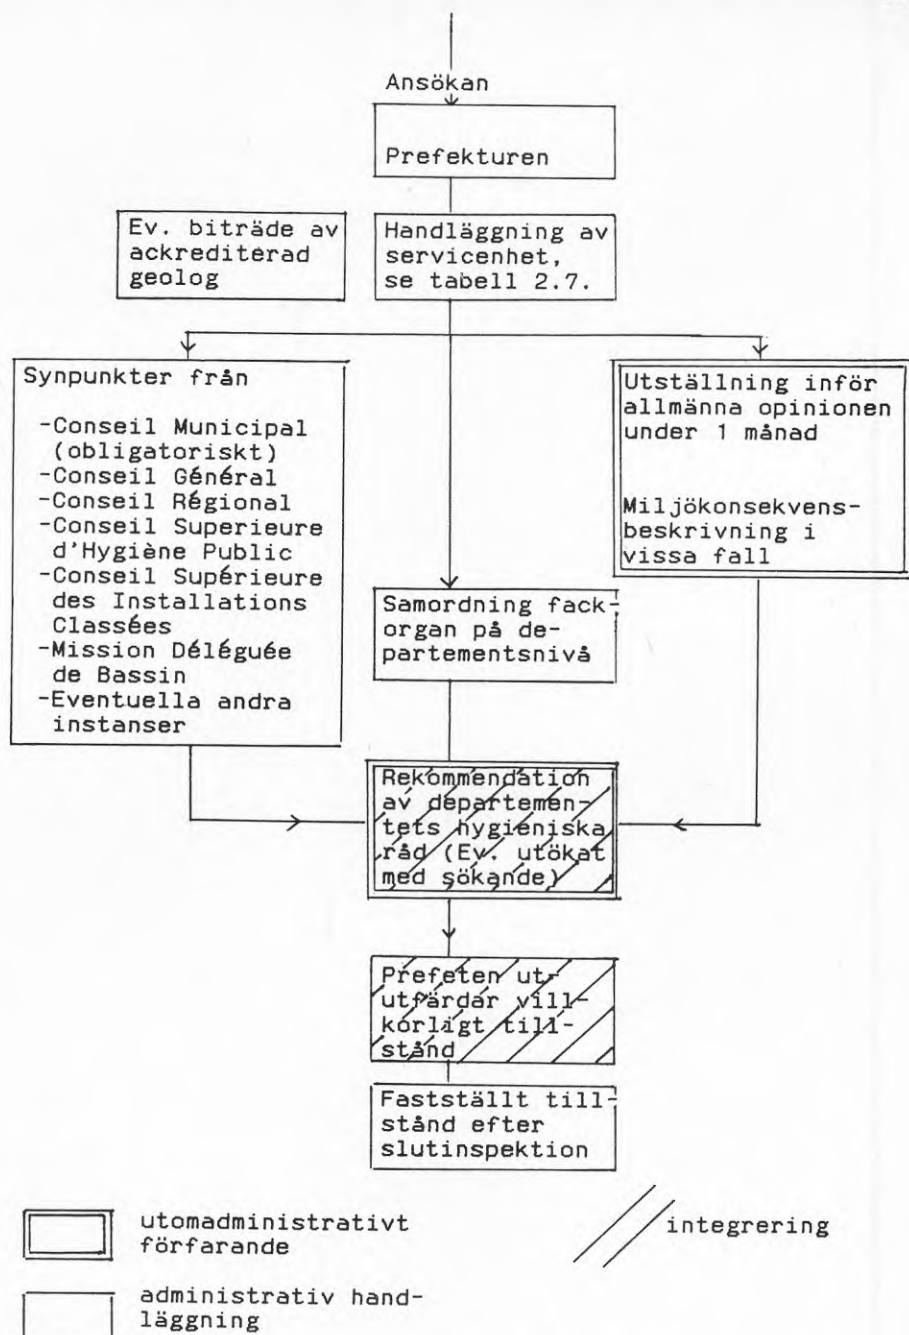 Ansökan
Prefekturen
Ev. biträde av
ackrediterad
geolog
Handläggning av
servicenhet,
se tabell 2.7.
Synpunkter från
-Conseil Municipal
(obligatoriskt)
-Conseil Général
-Conseil Régional
-Conseil Superieure
d'Hygiène Public
-Conseil Supérieure
des Installations
Classées
-Mission Déléguée
de Bassin
-Eventuella andra
instanser
Utställning inför
allmänna opinionen
under 1 månad
Miljökonsekvens-
beskrivning i
vissa fall
Samordning fack-
organ på de-
partementsnivå
Rekommendation
av departemen-
tets hygieniska
råd (Ev. utökat
med sökande)
Prefeten ut-
utfärdar vill-
korligt till-
stånd
Fastställt till-
stånd efter
slutinspektion
utomadministrativt
förfarande
integrering
administrativ hand-
läggning